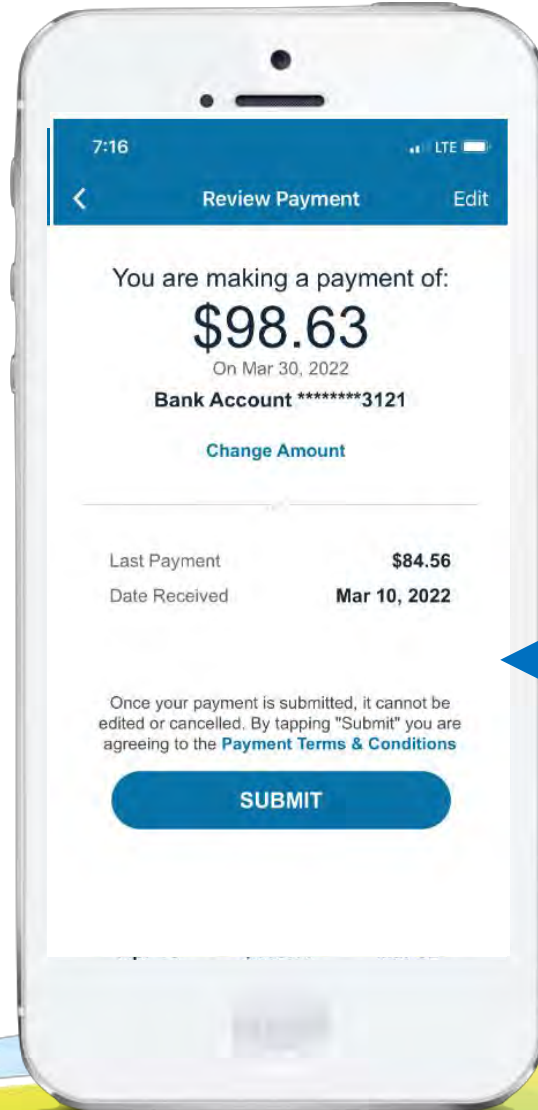 7:16 LTE
Review Payment Edit
You are making a payment of:
$98.63
On Mar 30, 2022
Bank Account ********3121
Change Amount
Last Payment $84.56
Date Received Mar 10, 2022
Once your payment is submitted, it cannot be
edited or cancelled. By tapping "Submit" you are
agreeing to the Payment Terms & Conditions
SUBMIT